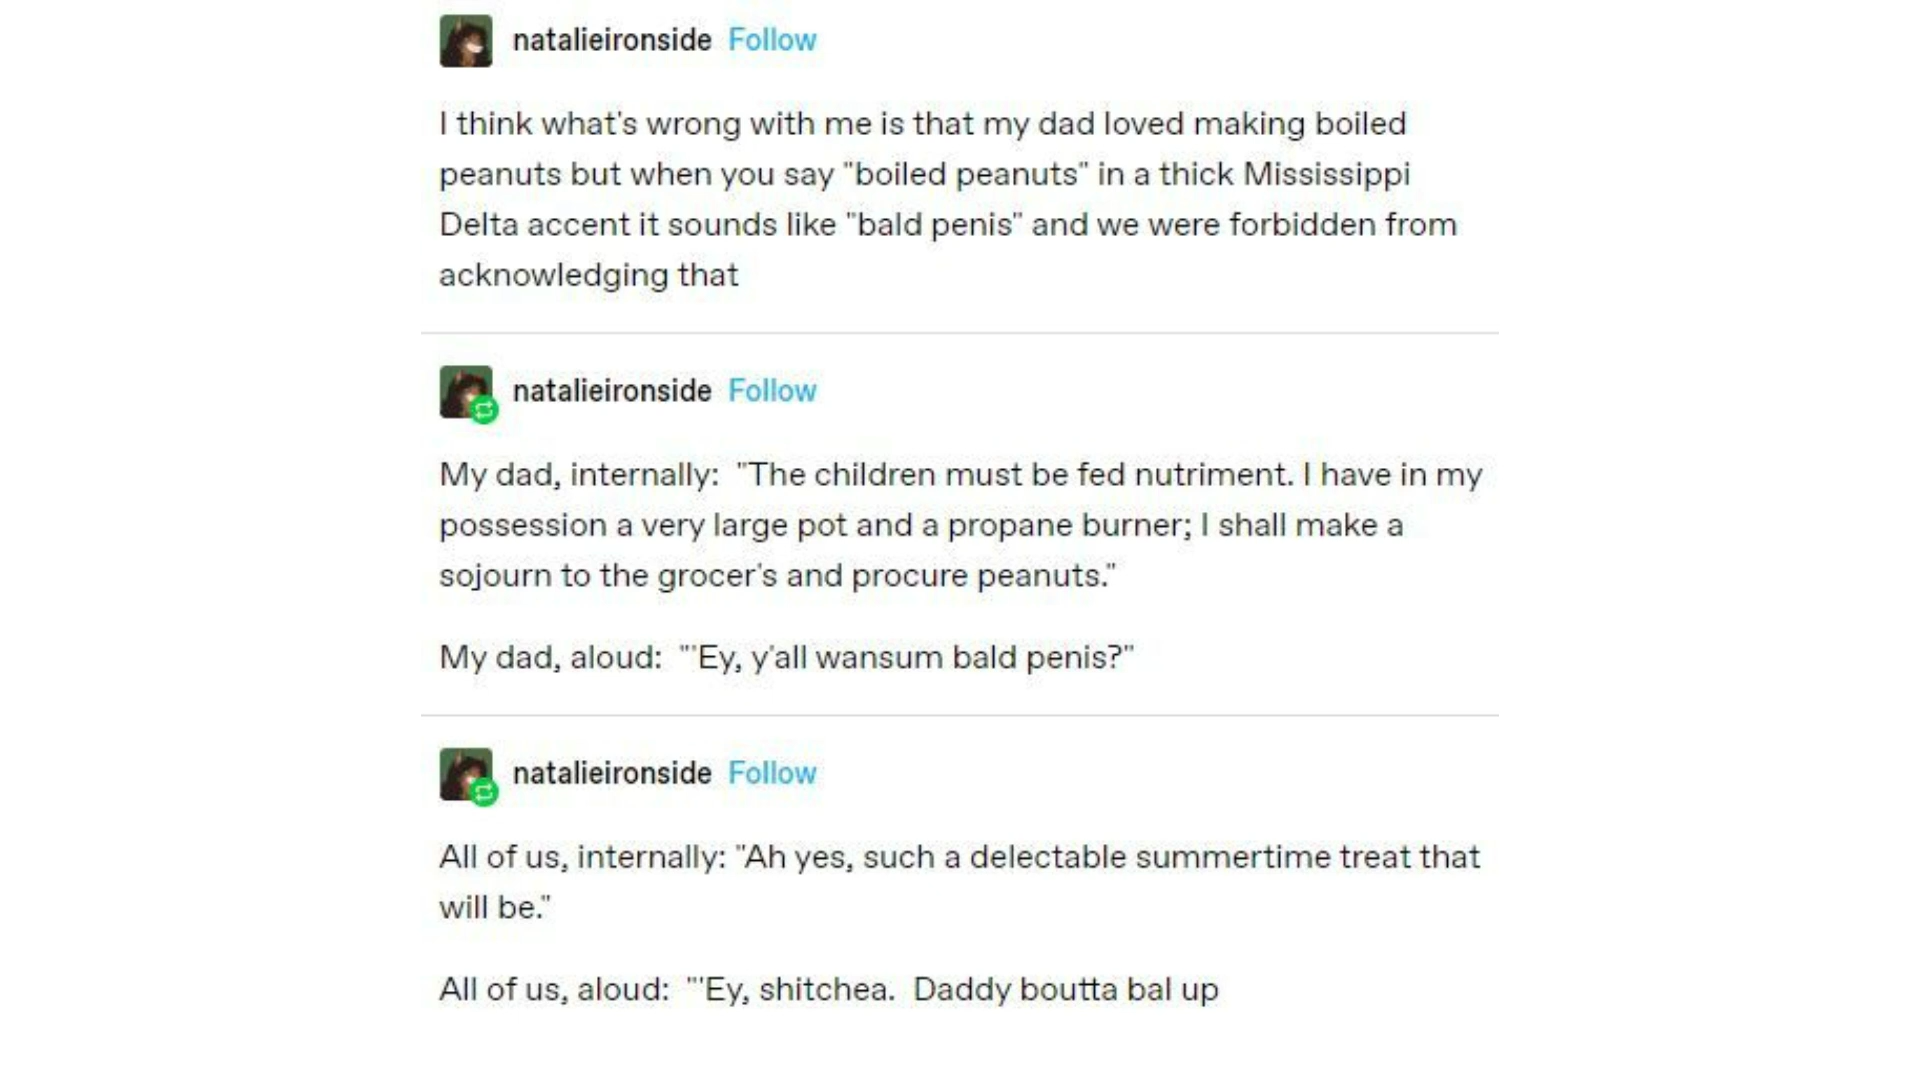 natalieironside Follow
I think what's wrong with me is that my dad loved making boiled
peanuts but when you say "boiled peanuts" in a thick Mississippi
Delta accent it sounds like "bald penis" and we were forbidden from
acknowledging that
natalieironside Follow
My dad, internally:  "The children must be fed nutriment. I have in my
possession a very large pot and a propane burner; I shall make a
sojourn to the grocer's and procure peanuts."
My dad, aloud:  "'Ey, y'all wansum bald penis?"
natalieironside Follow
All of us, internally: "Ah yes, such a delectable summertime treat that
will be."
All of us, aloud:  "'Ey, shitchea.  Daddy boutta bal up